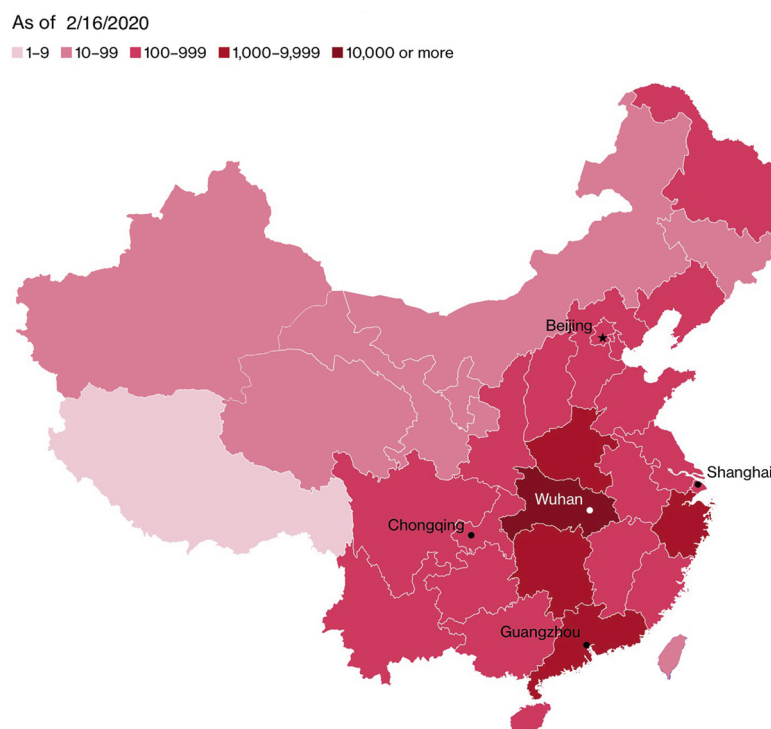 As of 2/16/2020
1–9 10–99 100–999 1,000–9,999 10,000 or more
Beijing
Shanghai
Wuhan
Chongqing
Guangzhou